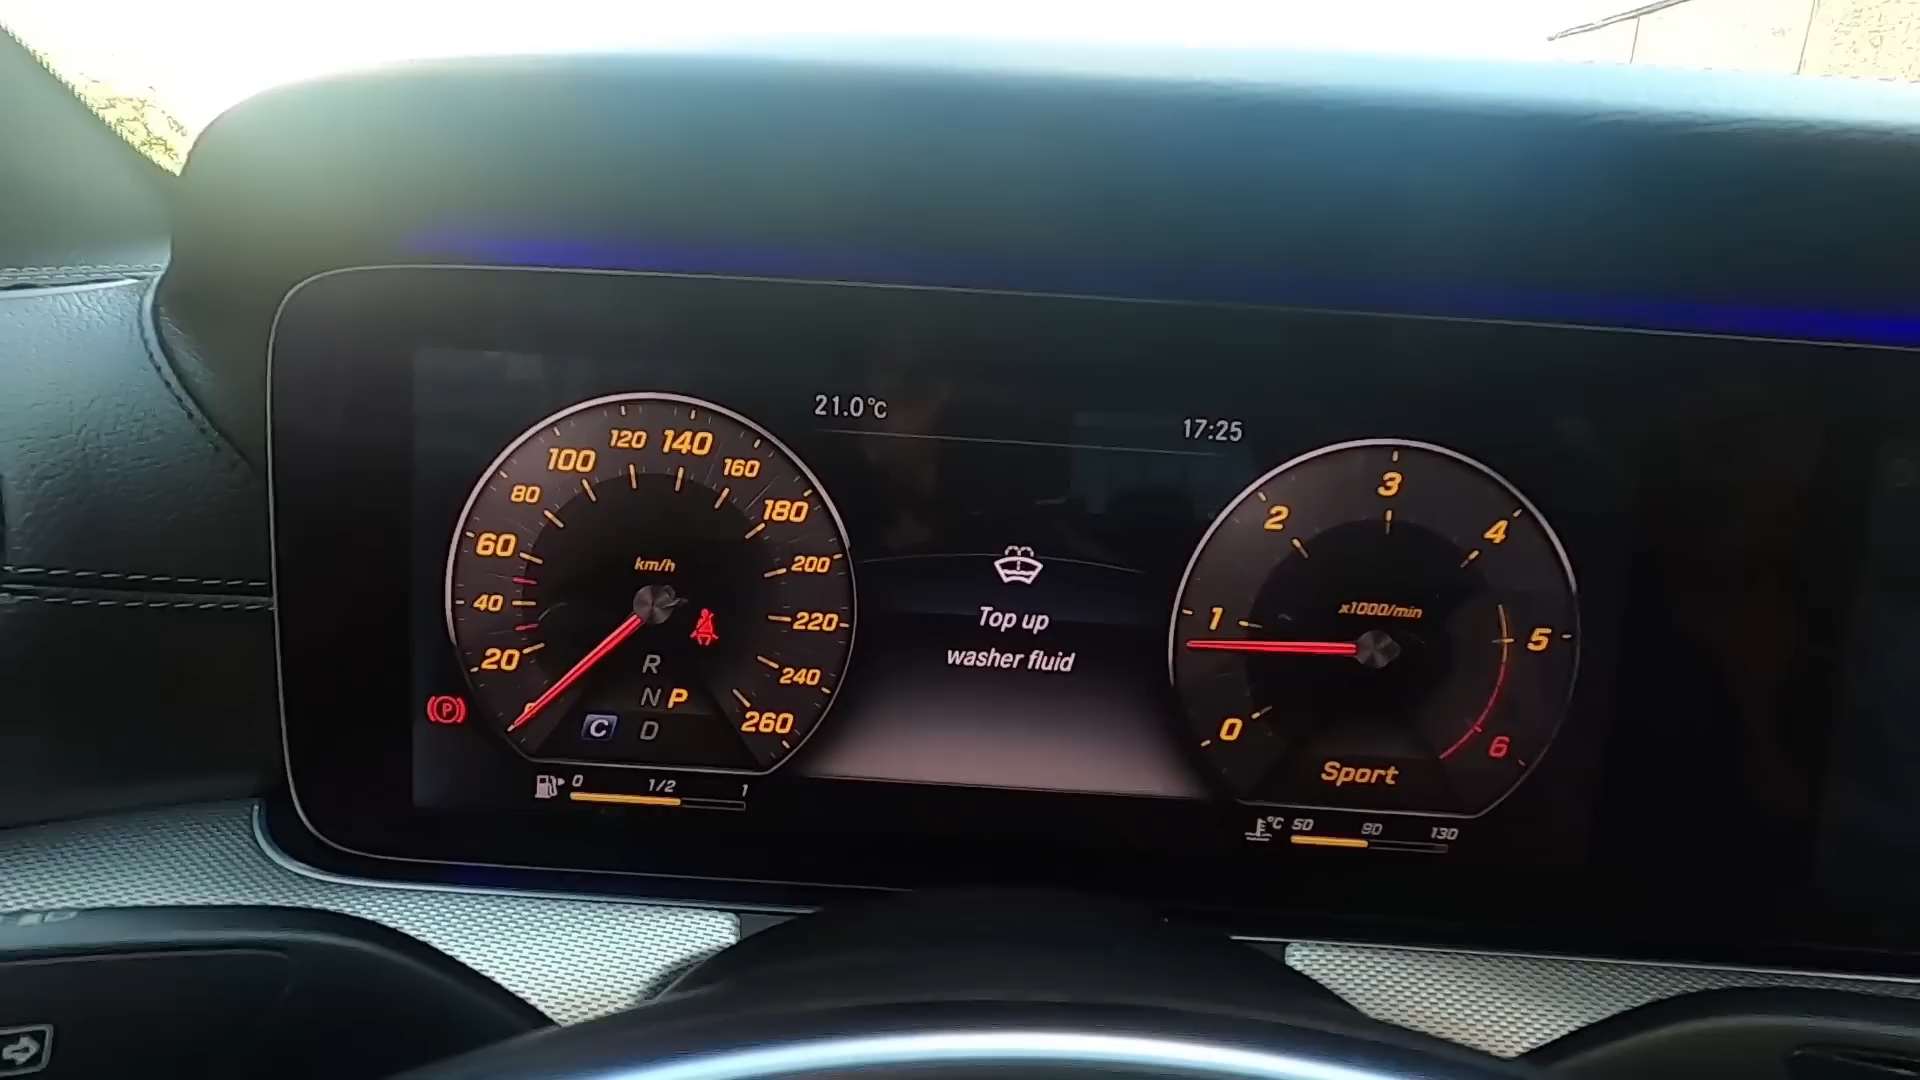 21.0°C
17:25
20
40
60
80
100
120
140
160
180
200
220
240
260
km/h
R
N P
C D
0 1/2 1
P
Top up
washer fluid
0
1
2
3
4
5
6
x1000/min
Sport
°C 50 90 130